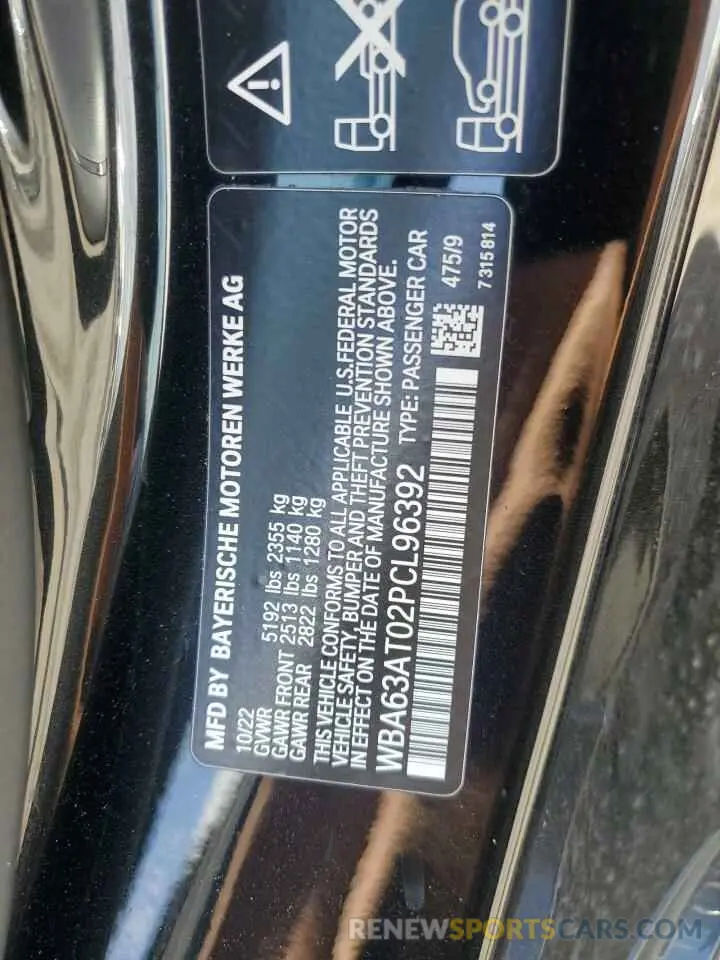 MFD BY BAYERISCHE MOTOREN WERKE AG
10/22
GVWR 5192 lbs 2355 kg
GAWR FRONT 2513 lbs 1140 kg
GAWR REAR 2822 lbs 1280 kg
THIS VEHICLE CONFORMS TO ALL APPLICABLE U.S. FEDERAL MOTOR
VEHICLE SAFETY, BUMPER AND THEFT PREVENTION STANDARDS
IN EFFECT ON THE DATE OF MANUFACTURE SHOWN ABOVE.
WBA63AT02PCL96392 TYPE: PASSENGER CAR
475/9
7315814
RENEWSPORTSCARS.COM